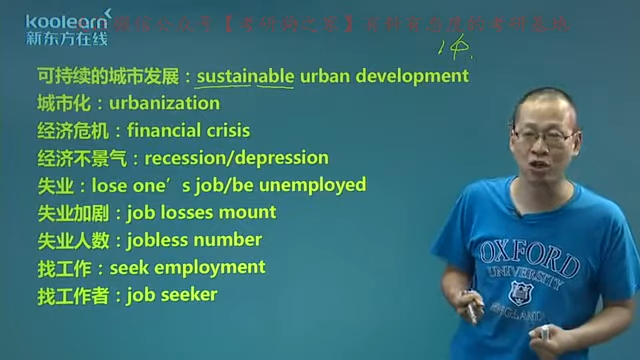 koolearn
新东方在线
可持续的城市发展：sustainable urban development
城市化：urbanization
经济危机：financial crisis
经济不景气：recession/depression
失业：lose one's job/be unemployed
失业加剧：job losses mount
失业人数：jobless number
找工作：seek employment
找工作者：job seeker
OXFORD
UNIVERSITY
ENGLAND